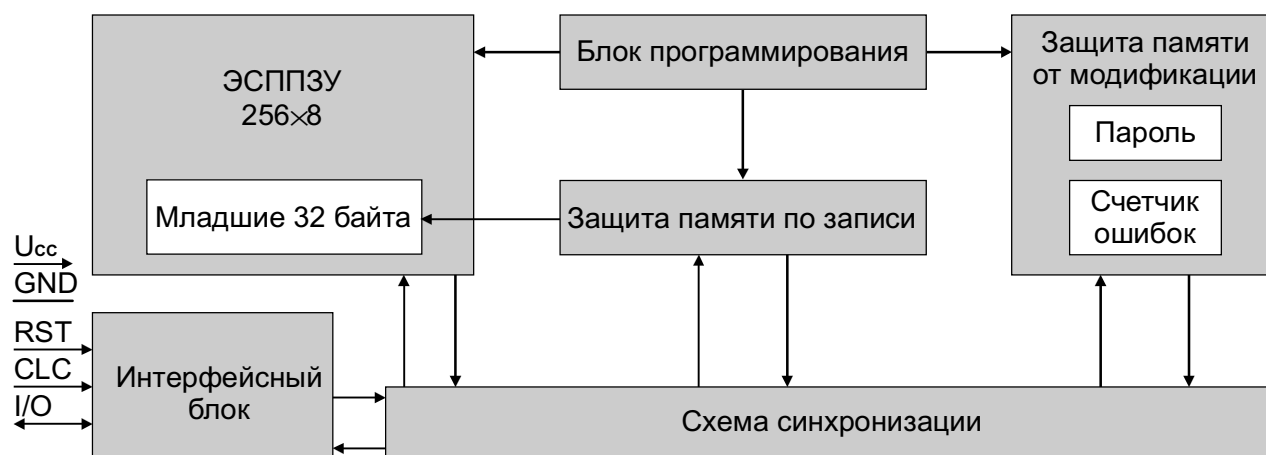 ЭСППЗУ
256×8
Младшие 32 байта
Блок программирования
Защита памяти по записи
Защита памяти
от модификации
Пароль
Счетчик
ошибок
Ucc
GND
RST
CLC
I/O
Интерфейсный
блок
Схема синхронизации